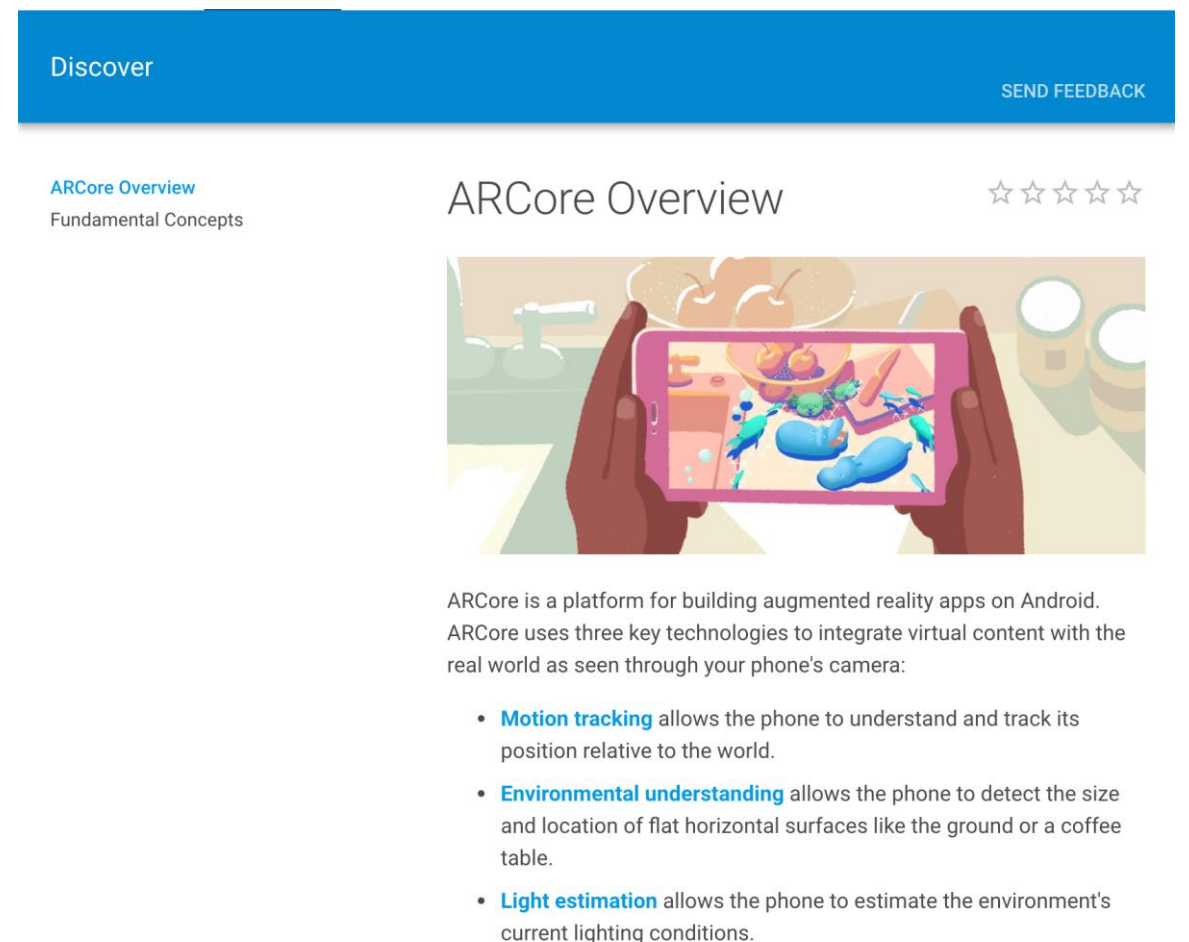 Discover
SEND FEEDBACK
ARCore Overview
Fundamental Concepts
ARCore Overview
ARCore is a platform for building augmented reality apps on Android.
ARCore uses three key technologies to integrate virtual content with the
real world as seen through your phone's camera:
• Motion tracking allows the phone to understand and track its
position relative to the world.
• Environmental understanding allows the phone to detect the size
and location of flat horizontal surfaces like the ground or a coffee
table.
• Light estimation allows the phone to estimate the environment's
current lighting conditions.